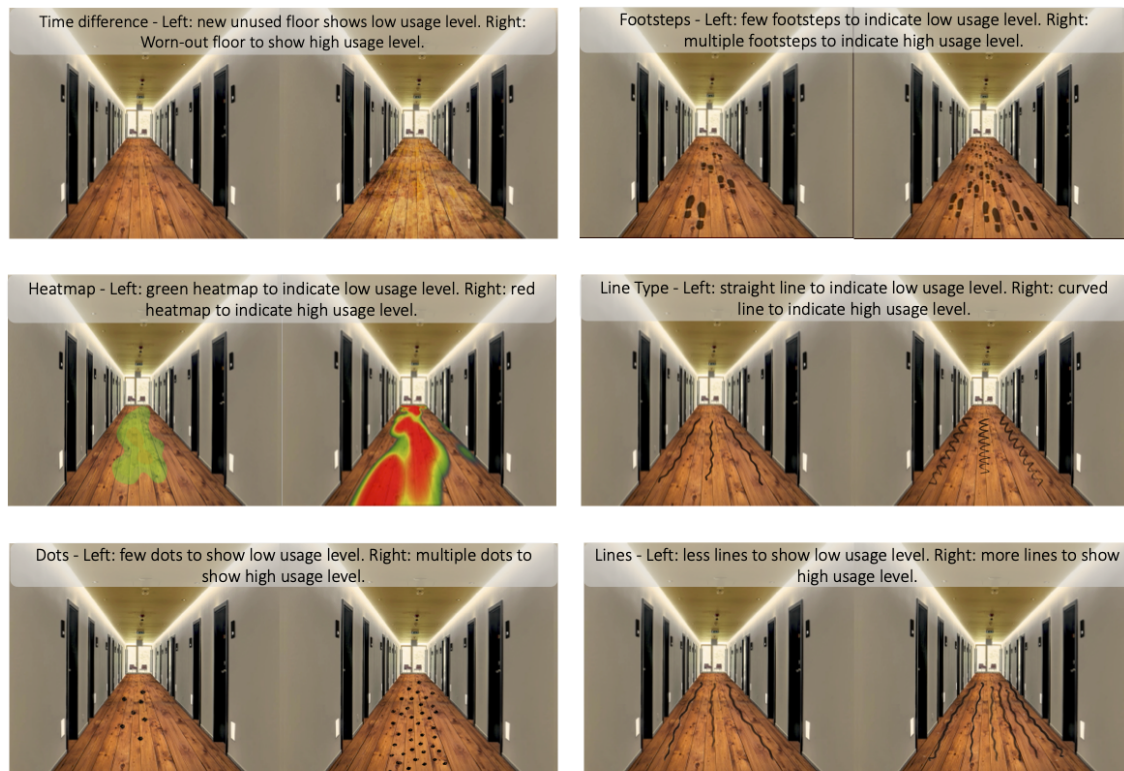 Time difference - Left: new unused floor shows low usage level. Right:
Worn-out floor to show high usage level.
Footsteps - Left: few footsteps to indicate low usage level. Right:
multiple footsteps to indicate high usage level.
Heatmap - Left: green heatmap to indicate low usage level. Right: red
heatmap to indicate high usage level.
Line Type - Left: straight line to indicate low usage level. Right: curved
line to indicate high usage level.
Dots - Left: few dots to show low usage level. Right: multiple dots to
show high usage level.
Lines - Left: less lines to show low usage level. Right: more lines to show
high usage level.